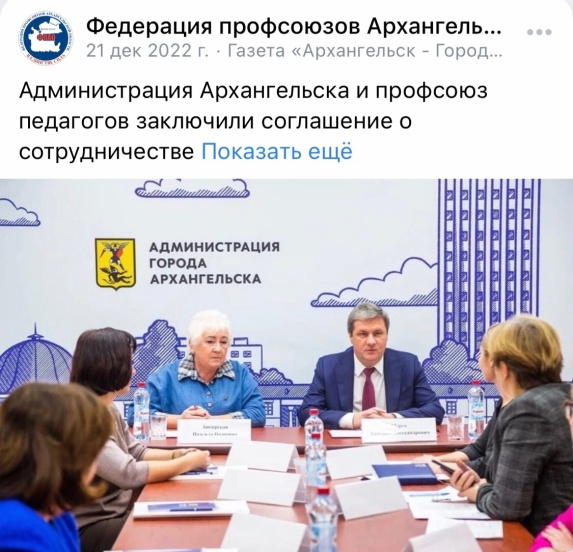 Федерация профсоюзов Архангель...
21 дек 2022 г. · Газета «Архангельск - Город...
Администрация Архангельска и профсоюз
педагогов заключили соглашение о
сотрудничестве Показать ещё
АДМИНИСТРАЦИЯ
ГОРОДА
АРХАНГЕЛЬСКА